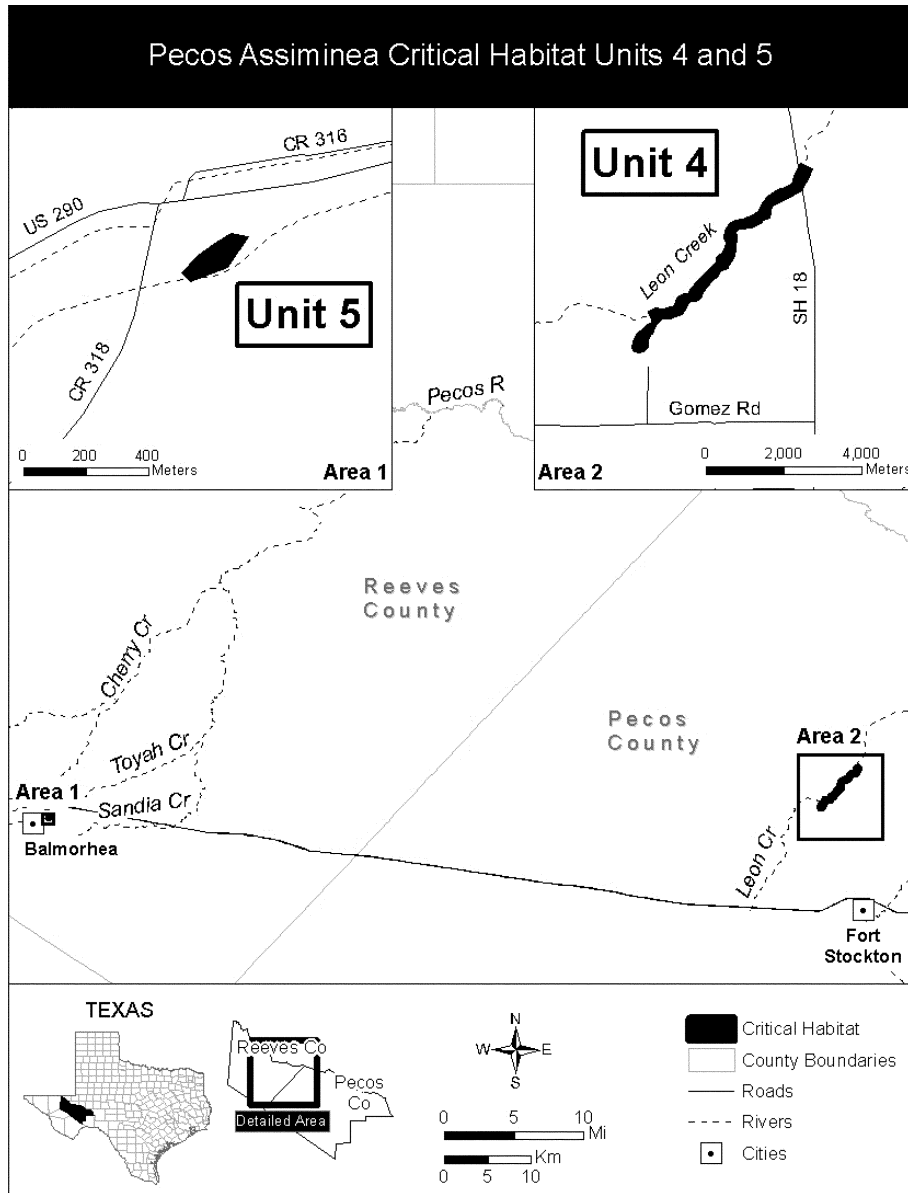 Pecos Assiminea Critical Habitat Units 4 and 5
CR 316
US 290
Unit 5
CR 318
0 200 400
Meters
Area 1
Pecos R
Unit 4
Leon Creek
SH 18
Gomez Rd
0 2,000 4,000
Meters
Area 2
Reeves
County
Cherry Cr
Pecos
County
Toyah Cr
Area 2
Area 1
Sandia Cr
Balmorhea
Leon Cr
Fort
Stockton
TEXAS
Reeves Co
Pecos
Co
Detailed Area
N
W E
S
0 5 10
Mi
Km
0 5 10
Critical Habitat
County Boundaries
Roads
Rivers
Cities